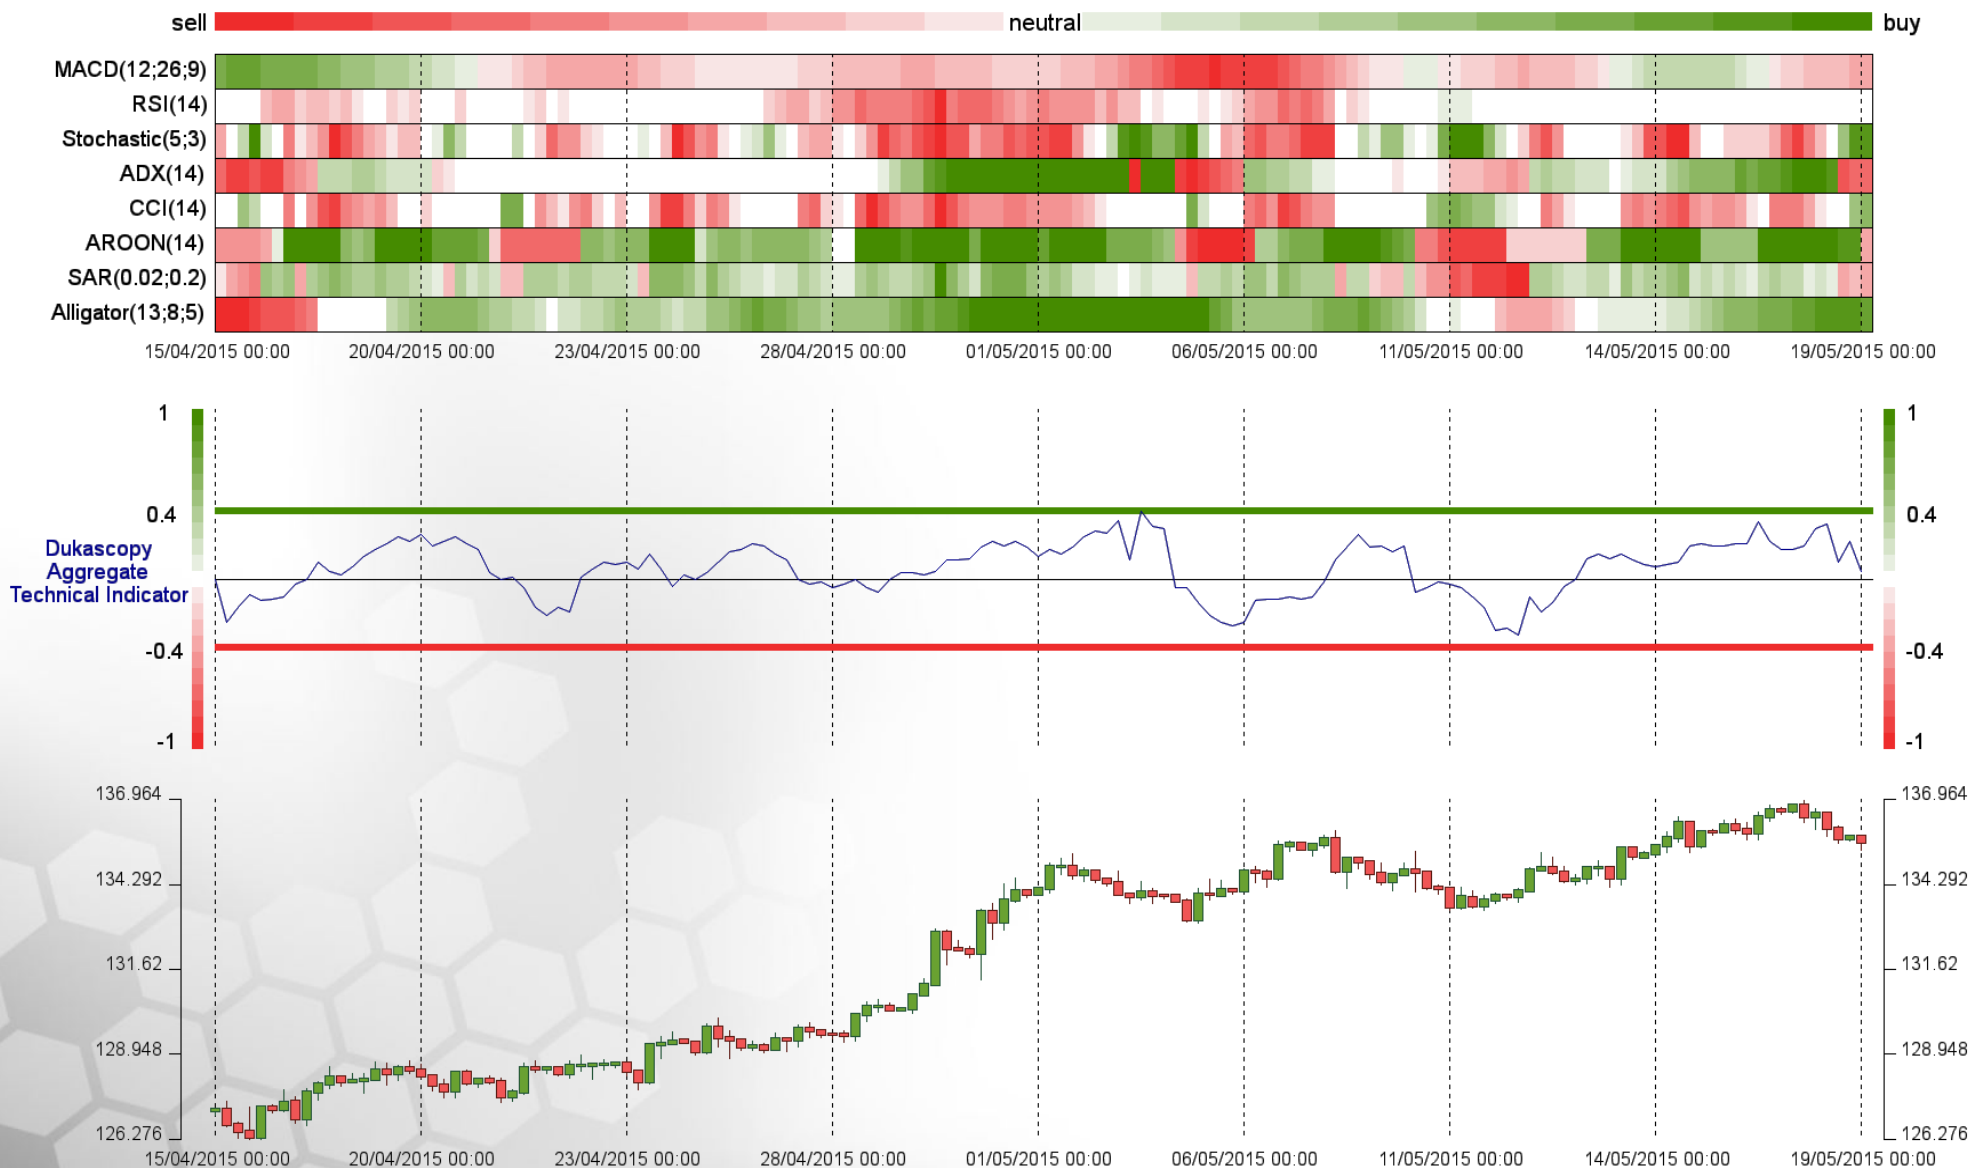 sell neutral buy
MACD(12;26;9)
RSI(14)
Stochastic(5;3)
ADX(14)
CCI(14)
AROON(14)
SAR(0.02;0.2)
Alligator(13;8;5)
15/04/2015 00:00 20/04/2015 00:00 23/04/2015 00:00 28/04/2015 00:00 01/05/2015 00:00 06/05/2015 00:00 11/05/2015 00:00 14/05/2015 00:00 19/05/2015 00:00
1 1
0.4 0.4
Dukascopy
Aggregate
Technical Indicator
-0.4 -0.4
-1 -1
136.964 136.964
134.292 134.292
131.62 131.62
128.948 128.948
126.276 126.276
15/04/2015 00:00 20/04/2015 00:00 23/04/2015 00:00 28/04/2015 00:00 01/05/2015 00:00 06/05/2015 00:00 11/05/2015 00:00 14/05/2015 00:00 19/05/2015 00:00